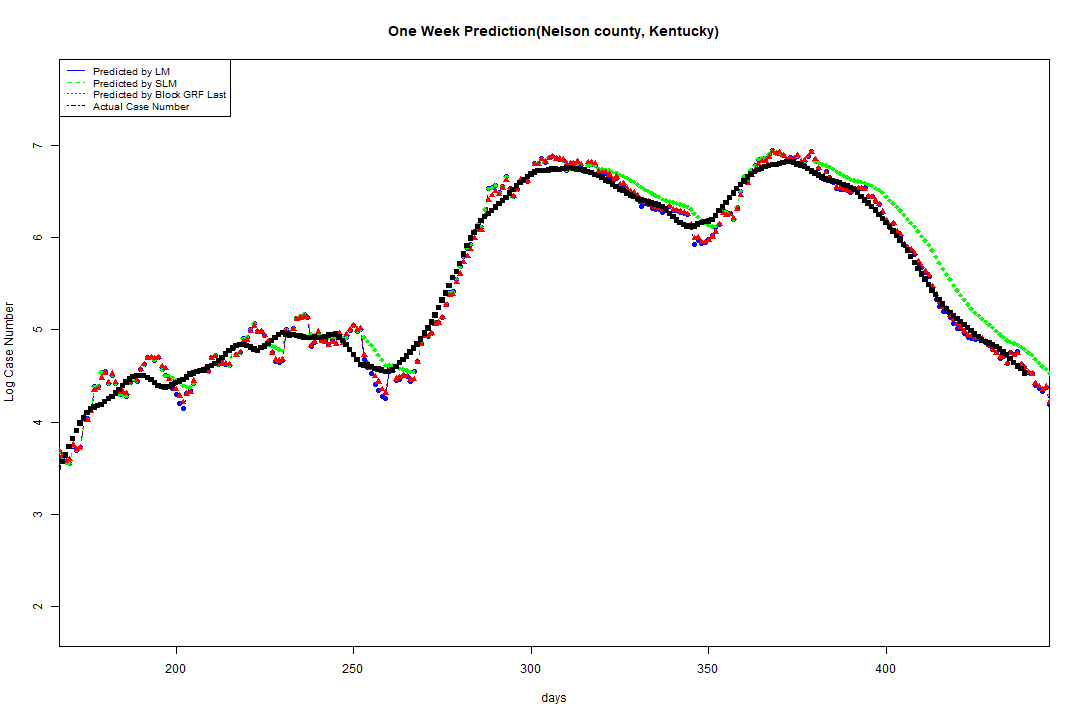 One Week Prediction(Nelson county, Kentucky)
Predicted by LM
Predicted by SLM
Predicted by Block GRF Last
Actual Case Number
Log Case Number
7
6
5
4
3
2
200
250
300
350
400
days